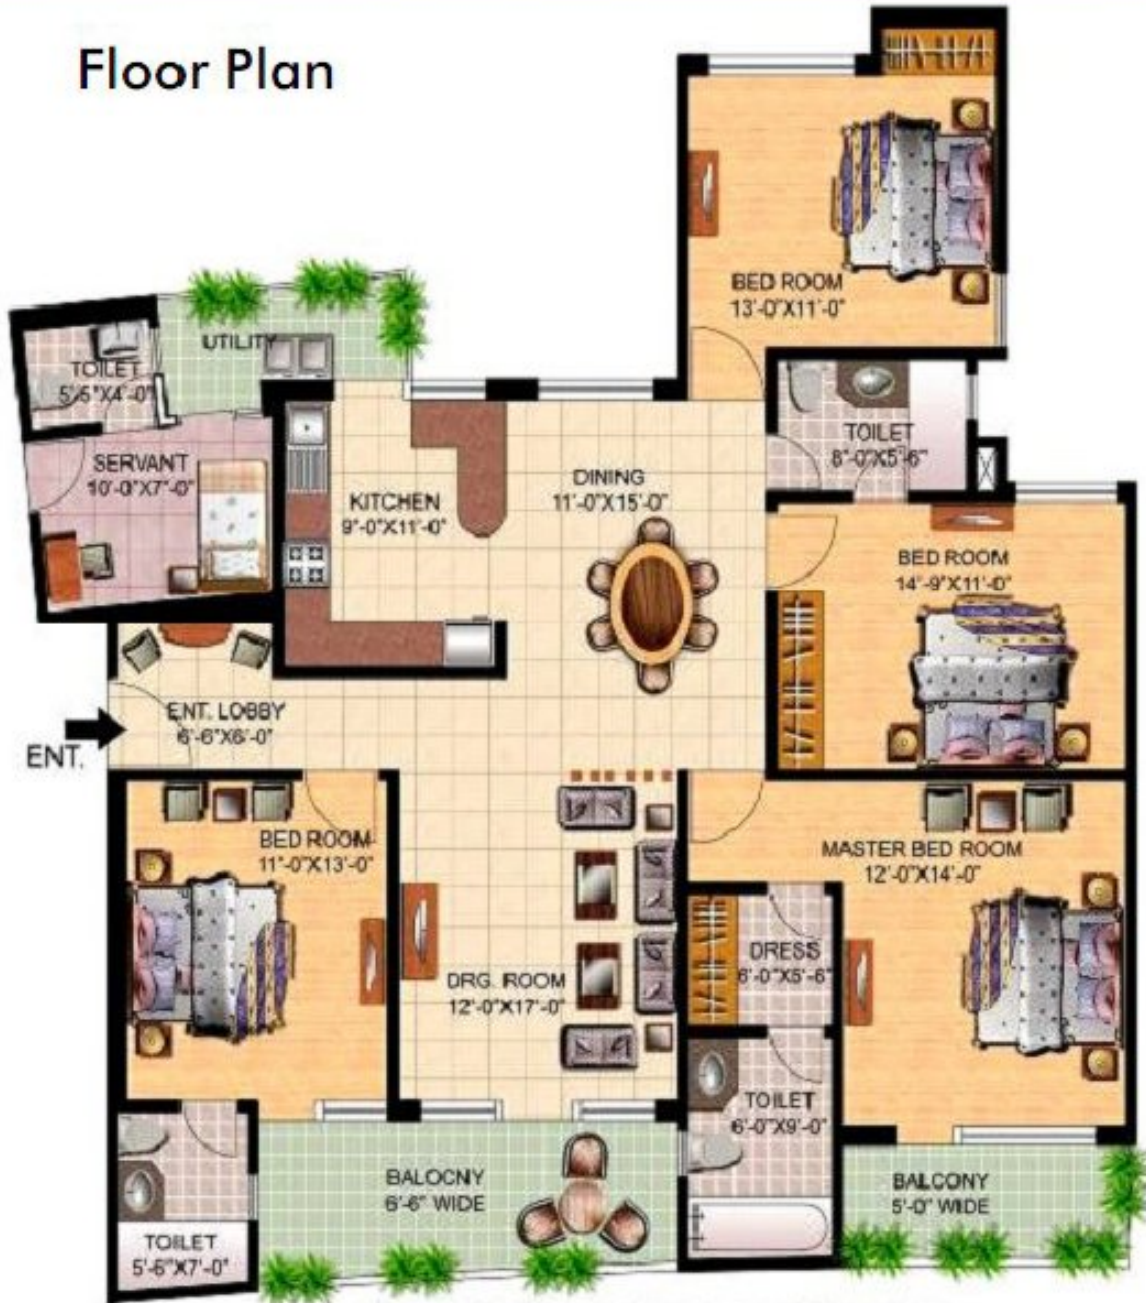 Floor Plan
BED ROOM
13'-0"X11'-0"
UTILITY
TOILET
5'-5"X4'-0"
SERVANT
10'-0"X7'-0"
KITCHEN
9'-0"X11'-0"
DINING
11'-0"X15'-0"
TOILET
8'-0"X5'-6"
BED ROOM
14'-9"X11'-0"
ENT.
ENT. LOBBY
6'-6"X6'-0"
BED ROOM
11'-0"X13'-0"
MASTER BED ROOM
12'-0"X14'-0"
DRG. ROOM
12'-0"X17'-0"
DRESS
6'-0"X5'-6"
TOILET
6'-0"X9'-0"
BALOCNY
6'-6" WIDE
BALCONY
5'-0" WIDE
TOILET
5'-6"X7'-0"